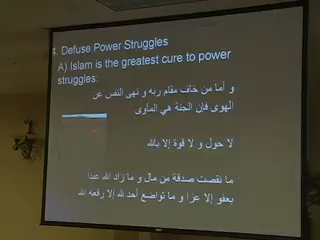 4. Defuse Power Struggles
A) Islam is the greatest cure to power
struggles:
و أما من خاف مقام ربه و نهى النفس عن
الهوى فإن الجنة هي المأوى
لا حول و لا قوة إلا بالله
ما نقصت صدقة من مال و ما زاد الله عبدا
بعفو إلا عزا و ما تواضع أحد لله إلا رفعه الله